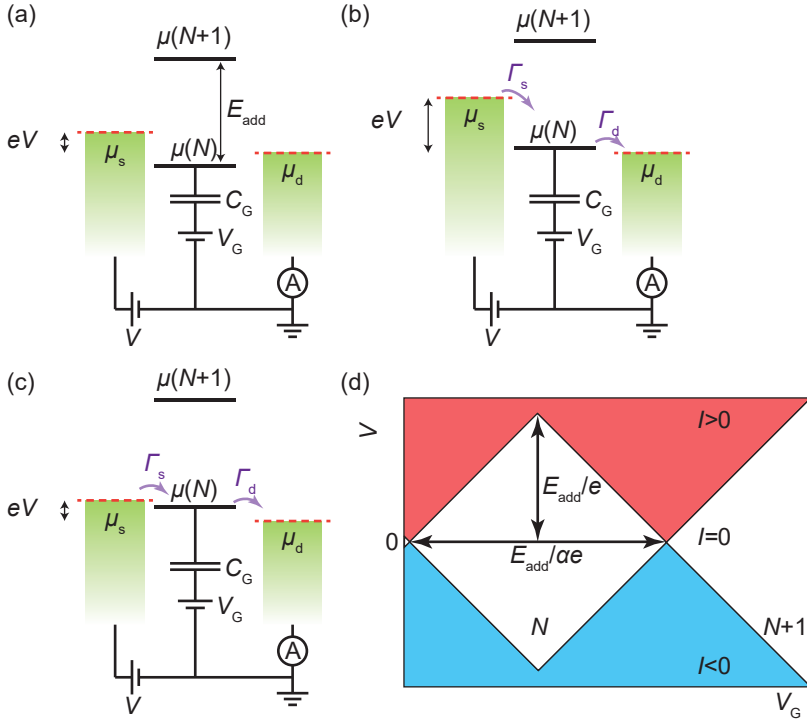 (a)
μ(N+1)
E_add
eV
μ_s
μ(N)
μ_d
C_G
V_G
A
V
(b)
μ(N+1)
Γ_s
eV
μ_s
μ(N)
Γ_d
μ_d
C_G
V_G
A
V
(c)
μ(N+1)
Γ_s
μ(N)
Γ_d
eV
μ_s
μ_d
C_G
V_G
A
V
(d)
V
I>0
E_add/e
0
I=0
E_add/αe
N
N+1
I<0
V_G